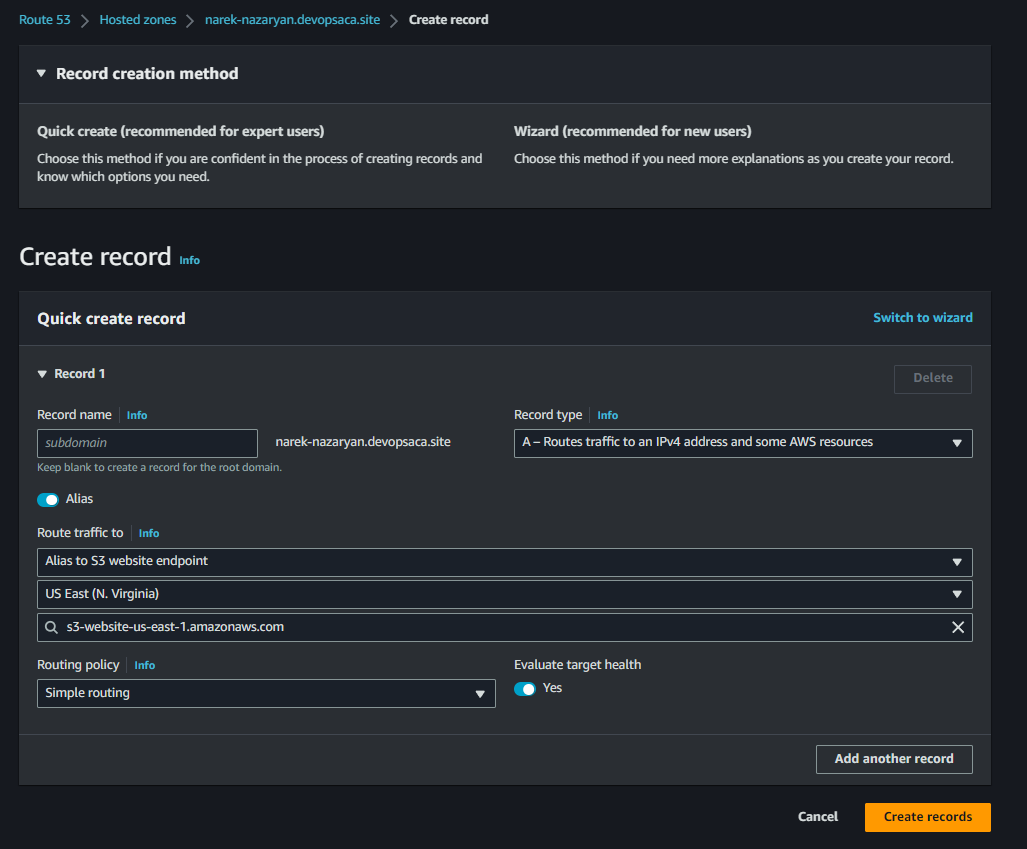 Route 53 > Hosted zones > narek-nazaryan.devopsaca.site > Create record
Record creation method
Quick create (recommended for expert users)
Choose this method if you are confident in the process of creating records and
know which options you need.
Wizard (recommended for new users)
Choose this method if you need more explanations as you create your record.
Create record Info
Quick create record
Switch to wizard
Record 1
Delete
Record name Info
subdomain
narek-nazaryan.devopsaca.site
Keep blank to create a record for the root domain.
Record type Info
A – Routes traffic to an IPv4 address and some AWS resources
Alias
Route traffic to Info
Alias to S3 website endpoint
US East (N. Virginia)
s3-website-us-east-1.amazonaws.com
Routing policy Info
Simple routing
Evaluate target health
Yes
Add another record
Cancel
Create records